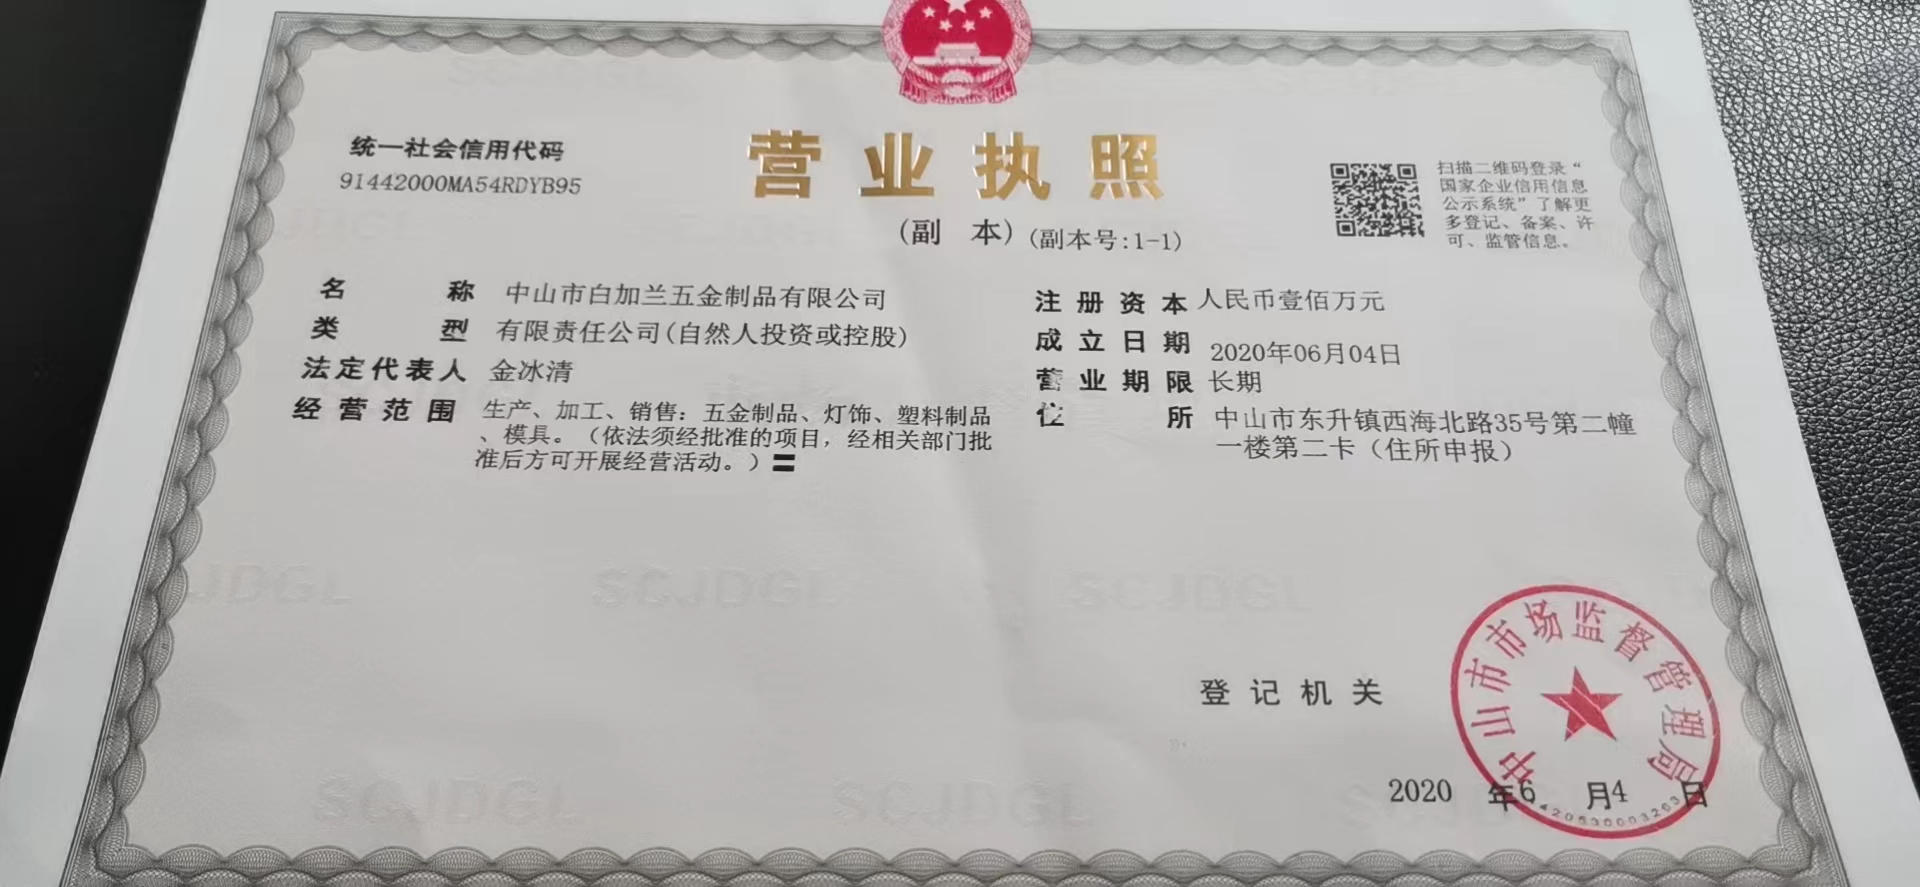 统一社会信用代码
91442000MA54RDYB95
营业执照
(副 本)(副本号:1-1)
扫描二维码登录“
国家企业信用信息
公示系统”了解更
多登记、备案、许
可、监管信息。
名 称 中山市白加兰五金制品有限公司
类 型 有限责任公司(自然人投资或控股)
法定代表人 金冰清
经营范围 生产、加工、销售：五金制品、灯饰、塑料制品
、模具。（依法须经批准的项目，经相关部门批
准后方可开展经营活动。）〓
注册资本 人民币壹佰万元
成立日期 2020年06月04日
营业期限 长期
住 所 中山市东升镇西海北路35号第二幢
一楼第二卡（住所申报）
SCJDGL
SCJDGL
登记机关
中山市市场监督管理局
2020 年6 月4 日
SCJDGL
SCJDGL